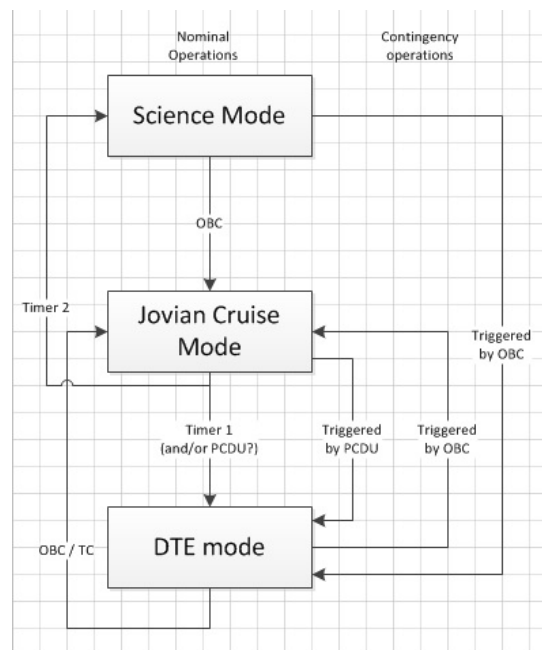 Nominal
Operations
Contingency
operations
Science Mode
OBC
Timer 2
Jovian Cruise
Mode
Triggered
by OBC
Timer 1
(and/or PCDU?)
Triggered
by PCDU
Triggered
by OBC
OBC / TC
DTE mode